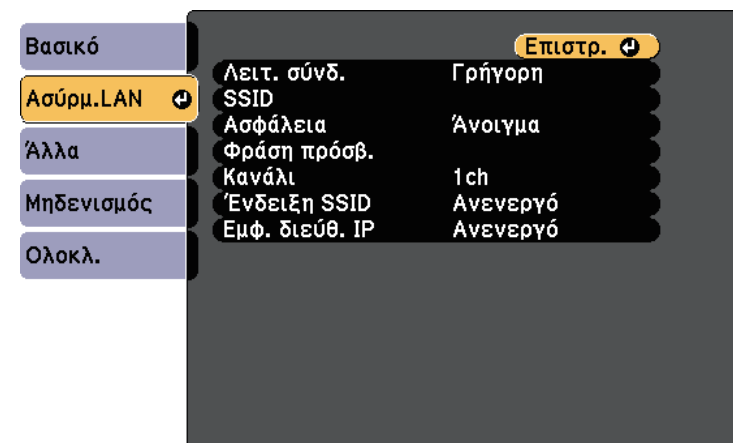 Βασικό
Ασύρμ.LAN
Άλλα
Μηδενισμός
Ολοκλ.
Επιστρ.
Λειτ. σύνδ. Γρήγορη
SSID
Ασφάλεια Άνοιγμα
Φράση πρόσβ.
Κανάλι 1ch
Ένδειξη SSID Ανενεργό
Εμφ. διεύθ. IP Ανενεργό